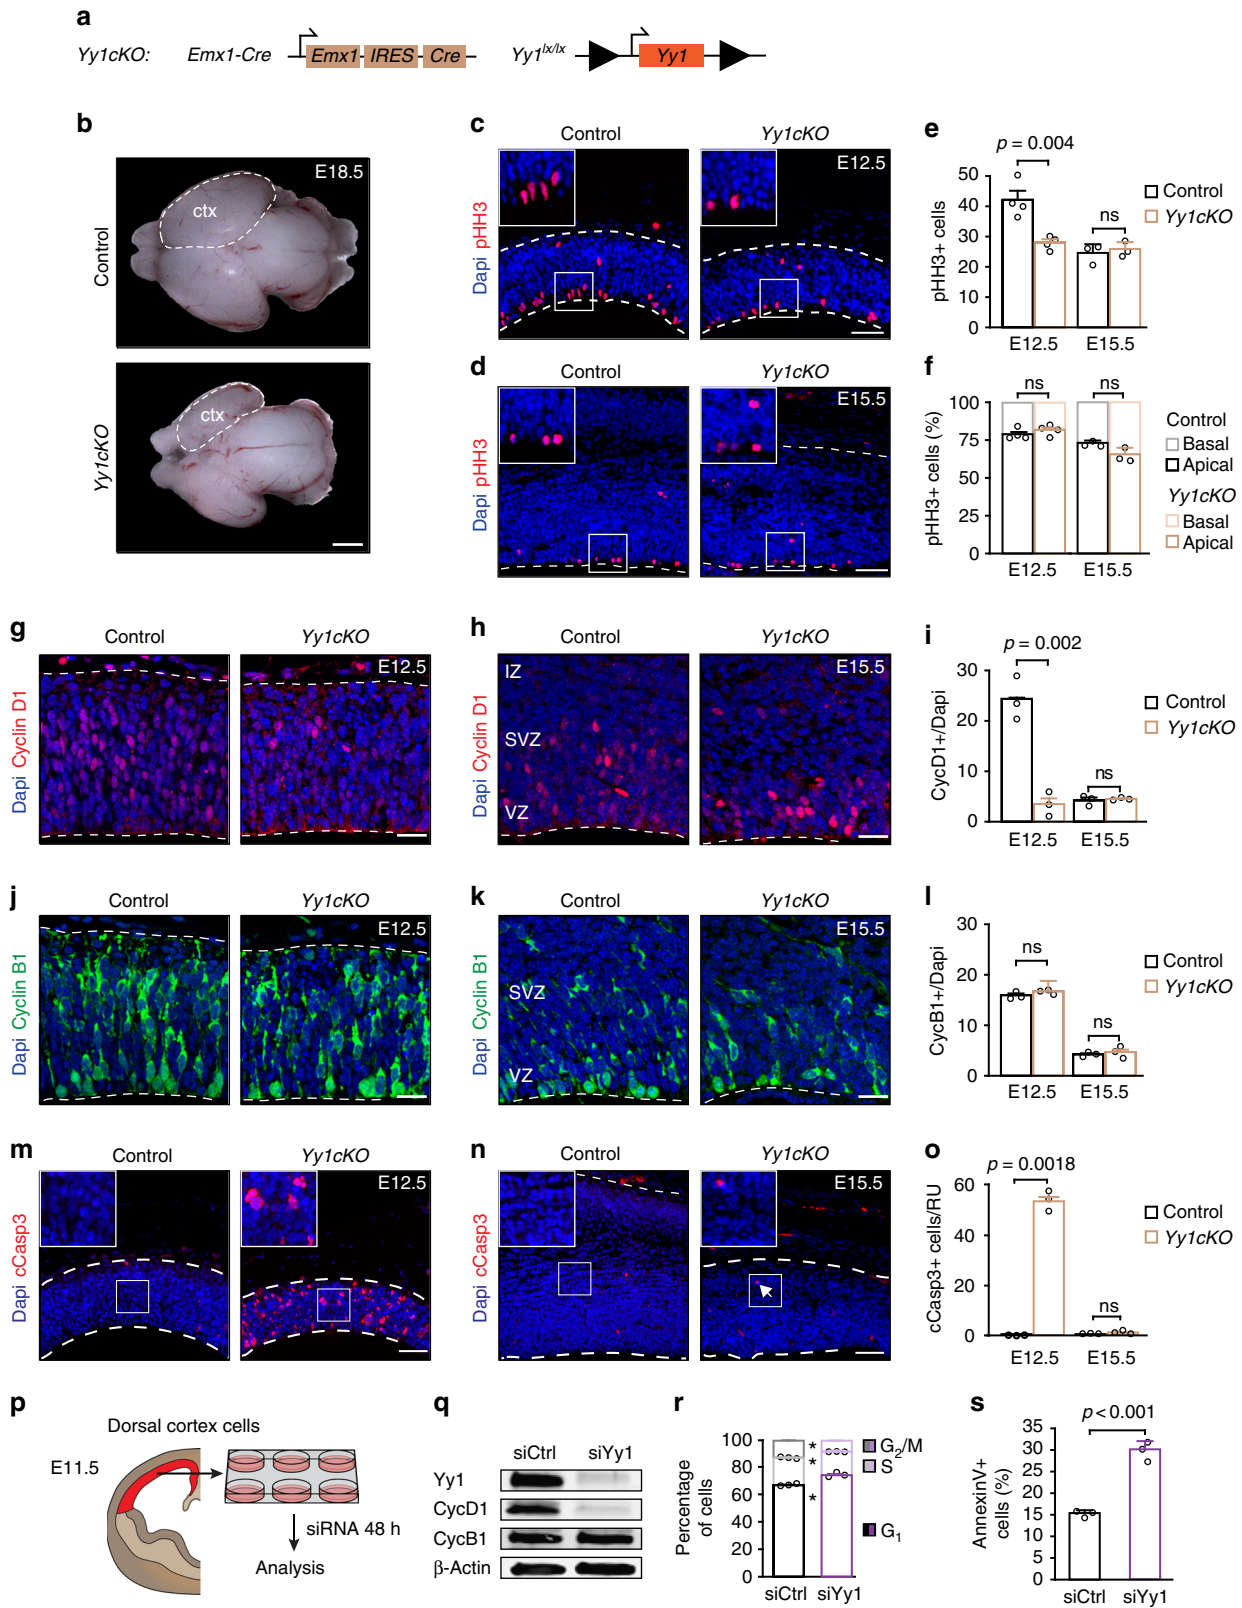 a
Yy1cKO: Emx1-Cre Emx1 IRES Cre Yy1lx/lx Yy1
b
Control
E18.5
ctx
Yy1cKO
ctx
c
Control Yy1cKO
Dapi pHH3
E12.5
d
Control Yy1cKO
Dapi pHH3
E15.5
e
p = 0.004
ns
pHH3+ cells
50
40
30
20
10
0
E12.5 E15.5
Control
Yy1cKO
f
ns ns
pHH3+ cells (%)
100
75
50
25
0
E12.5 E15.5
Control
Basal
Apical
Yy1cKO
Basal
Apical
g
Control Yy1cKO
Dapi Cyclin D1
E12.5
h
Control Yy1cKO
Dapi Cyclin D1
IZ
SVZ
VZ
E15.5
i
p = 0.002
ns
CycD1+/Dapi
30
20
10
0
E12.5 E15.5
Control
Yy1cKO
j
Control Yy1cKO
Dapi Cyclin B1
E12.5
k
Control Yy1cKO
Dapi Cyclin B1
SVZ
VZ
E15.5
l
ns
ns
CycB1+/Dapi
30
20
10
0
E12.5 E15.5
Control
Yy1cKO
m
Control Yy1cKO
Dapi cCasp3
E12.5
n
Control Yy1cKO
Dapi cCasp3
E15.5
o
p = 0.0018
ns
cCasp3+ cells/RU
60
40
20
0
E12.5 E15.5
Control
Yy1cKO
p
Dorsal cortex cells
E11.5
siRNA 48 h
Analysis
q
siCtrl siYy1
Yy1
CycD1
CycB1
β-Actin
r
Percentage
of cells
100
80
60
40
20
0
*
*
*
siCtrl siYy1
G2/M
S
G1
s
p < 0.001
AnnexinV+
cells (%)
35
30
25
20
15
10
5
0
siCtrl siYy1